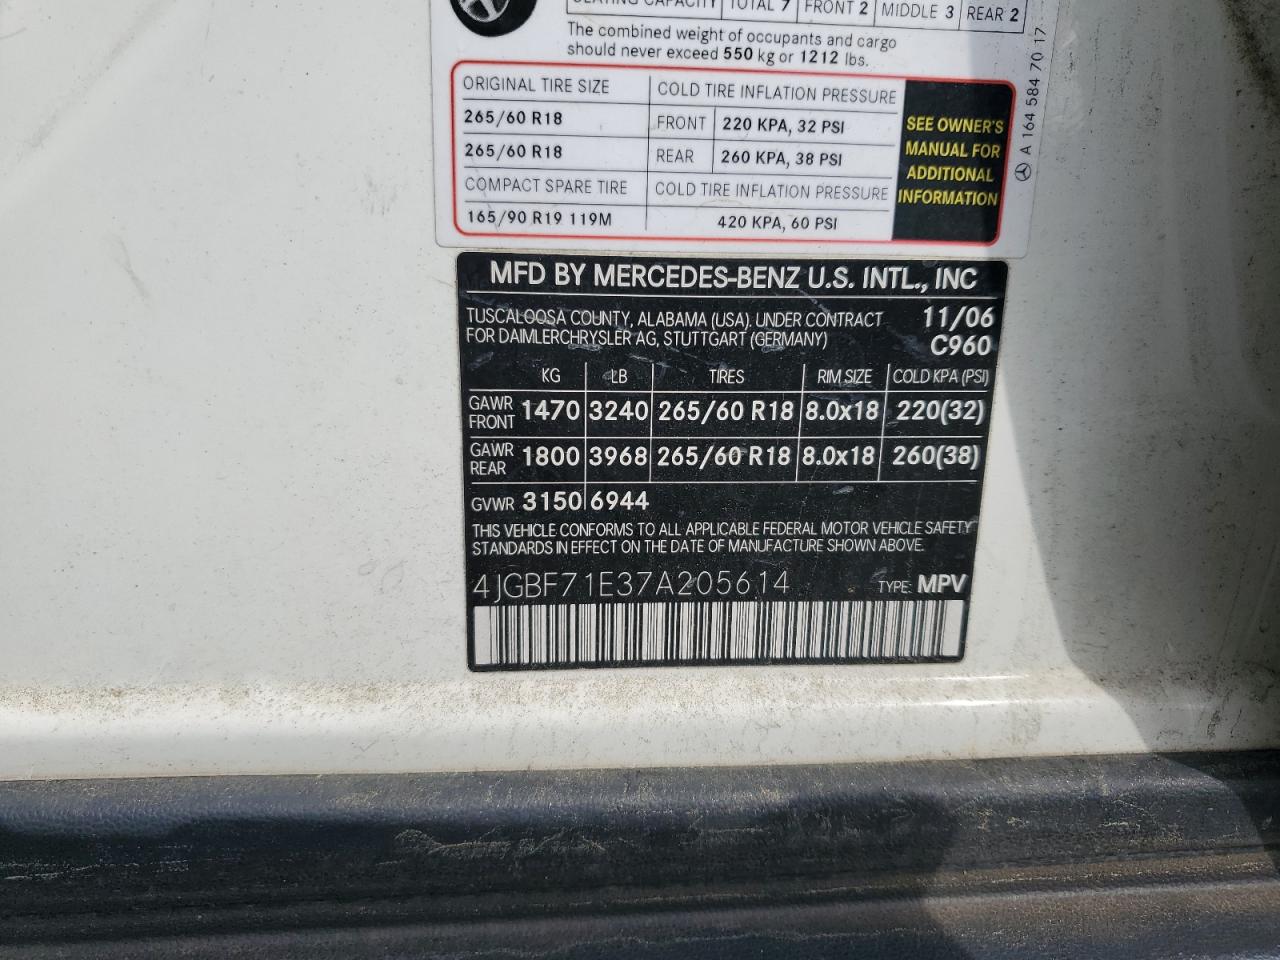 SEATING CAPACITY TOTAL 7 FRONT 2 MIDDLE 3 REAR 2
The combined weight of occupants and cargo
should never exceed 550 kg or 1212 lbs.
ORIGINAL TIRE SIZE COLD TIRE INFLATION PRESSURE
265/60 R18 FRONT 220 KPA, 32 PSI
265/60 R18 REAR 260 KPA, 38 PSI
COMPACT SPARE TIRE COLD TIRE INFLATION PRESSURE
165/90 R19 119M 420 KPA, 60 PSI
SEE OWNER'S
MANUAL FOR
ADDITIONAL
INFORMATION
A 164 584 70 17
MFD BY MERCEDES-BENZ U.S. INTL., INC
TUSCALOOSA COUNTY, ALABAMA (USA). UNDER CONTRACT 11/06
FOR DAIMLERCHRYSLER AG, STUTTGART (GERMANY) C960
KG LB TIRES RIM SIZE COLD KPA (PSI)
GAWR FRONT 1470 3240 265/60 R18 8.0x18 220(32)
GAWR REAR 1800 3968 265/60 R18 8.0x18 260(38)
GVWR 3150 6944
THIS VEHICLE CONFORMS TO ALL APPLICABLE FEDERAL MOTOR VEHICLE SAFETY
STANDARDS IN EFFECT ON THE DATE OF MANUFACTURE SHOWN ABOVE.
4JGBF71E37A205614 TYPE: MPV